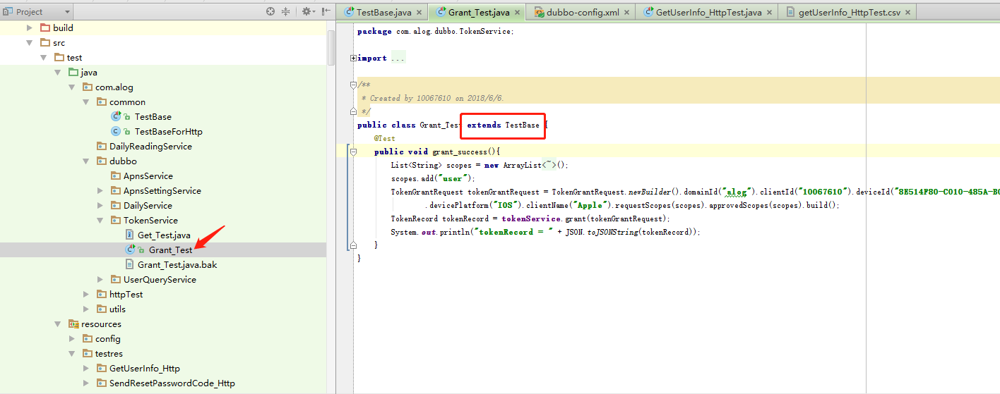 Project
TestBase.java
Grant_Test.java
dubbo-config.xml
GetUserInfo_HttpTest.java
getUserInfo_HttpTest.csv
build
src
test
java
com.alog
common
TestBase
TestBaseForHttp
DailyReadingService
dubbo
ApnsService
ApnsSettingService
DailyService
TokenService
Get_Test.java
Grant_Test
Grant_Test.java.bak
UserQueryService
httpTest
utils
resources
config
testres
GetUserInfo_Http
SendResetPasswordCode_Http
package com.alog.dubbo.TokenService;
import ...
/**
* Created by 10067610 on 2018/6/6.
*/
public class Grant_Test extends TestBase {
@Test
public void grant_success(){
List<String> scopes = new ArrayList<~>();
scopes.add("user");
TokenGrantRequest tokenGrantRequest = TokenGrantRequest.newBuilder().domainId("alog").clientId("10067610").deviceId("8E514F80-C010-485A-BC
.devicePlatform("IOS").clientName("Apple").requestScopes(scopes).approvedScopes(scopes).build();
TokenRecord tokenRecord = tokenService.grant(tokenGrantRequest);
System.out.println("tokenRecord = " + JSON.toJSONString(tokenRecord));
}
}